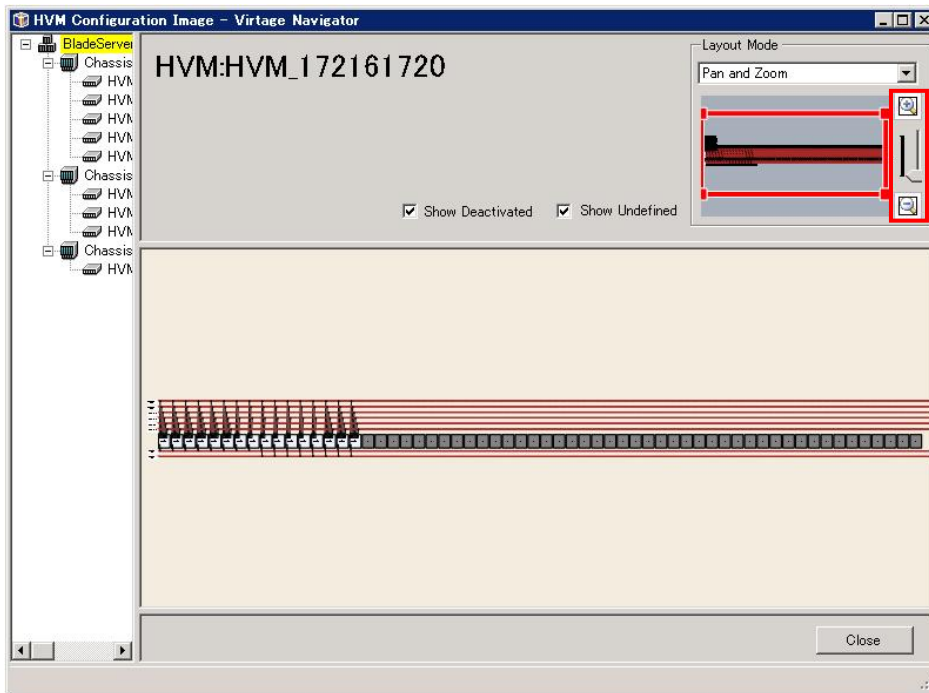 HVM Configuration Image - Virtage Navigator
BladeServer
Chassis
HVM
HVM
HVM
HVM
HVM
Chassis
HVM
HVM
HVM
Chassis
HVM
HVM:HVM_172161720
Layout Mode
Pan and Zoom
Show Deactivated
Show Undefined
Close